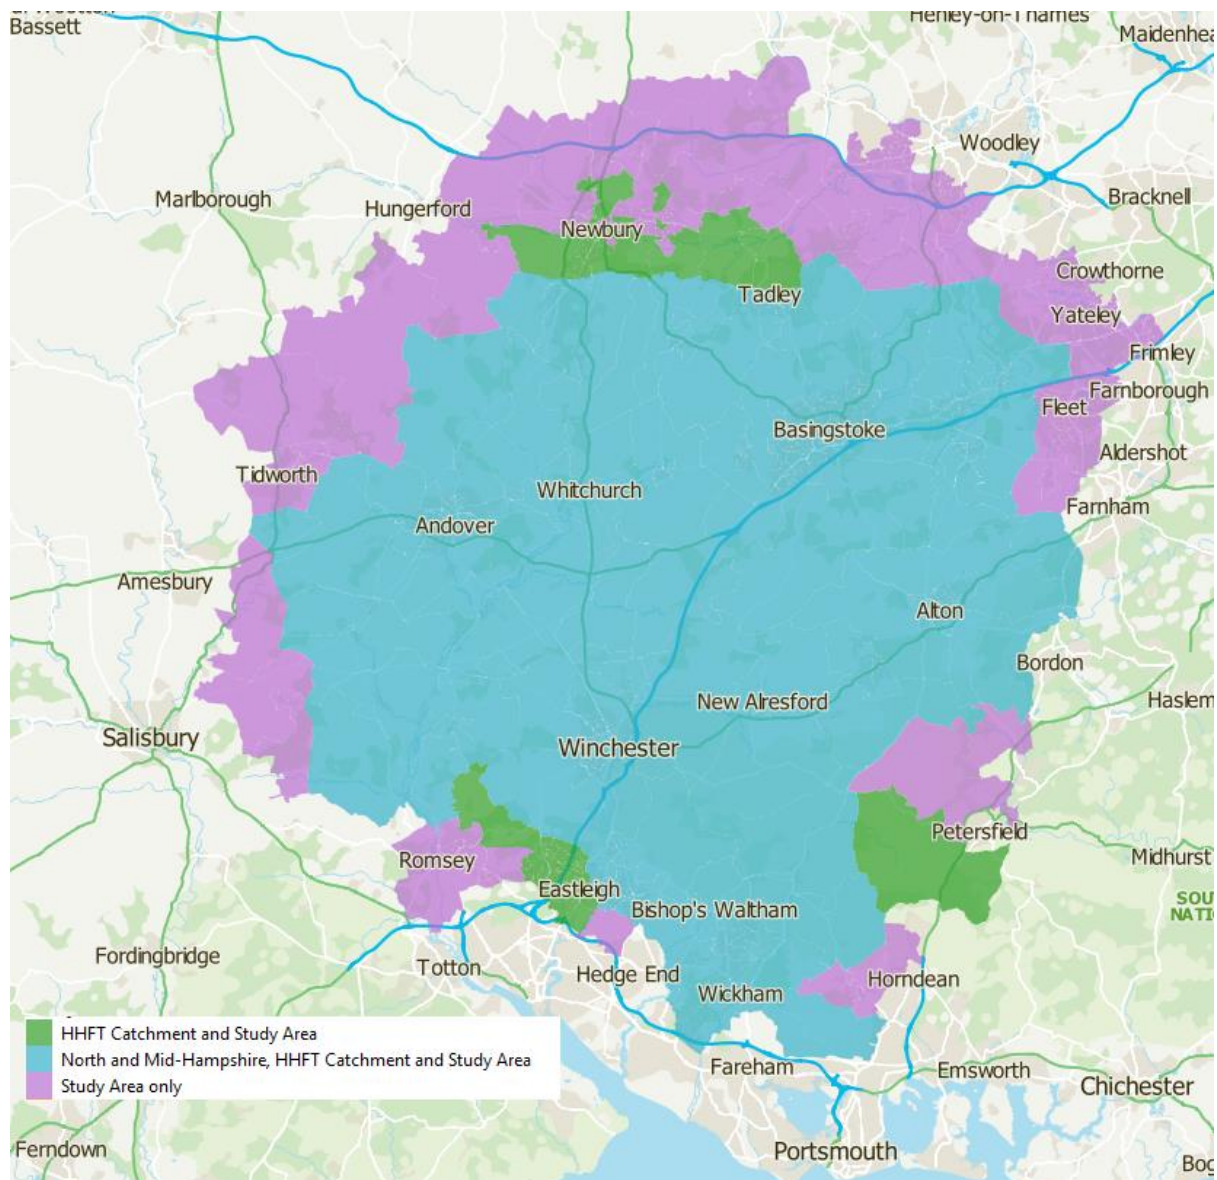 Bassett
Henley-on-Thames
Maidenhea
Woodley
Marlborough
Hungerford
Bracknell
Newbury
Crowthorne
Tadley
Yateley
Frimley
Farnborough
Fleet
Basingstoke
Aldershot
Tidworth
Whitchurch
Farnham
Andover
Amesbury
Alton
Bordon
New Alresford
Haslem
Salisbury
Winchester
Petersfield
Romsey
Midhurst
Eastleigh
Bishop's Waltham
SOU
NATIO
Fordingbridge
Totton
Hedge End
Horndean
Wickham
HHFT Catchment and Study Area
North and Mid-Hampshire, HHFT Catchment and Study Area
Study Area only
Fareham
Emsworth
Chichester
Ferndown
Portsmouth
Bog